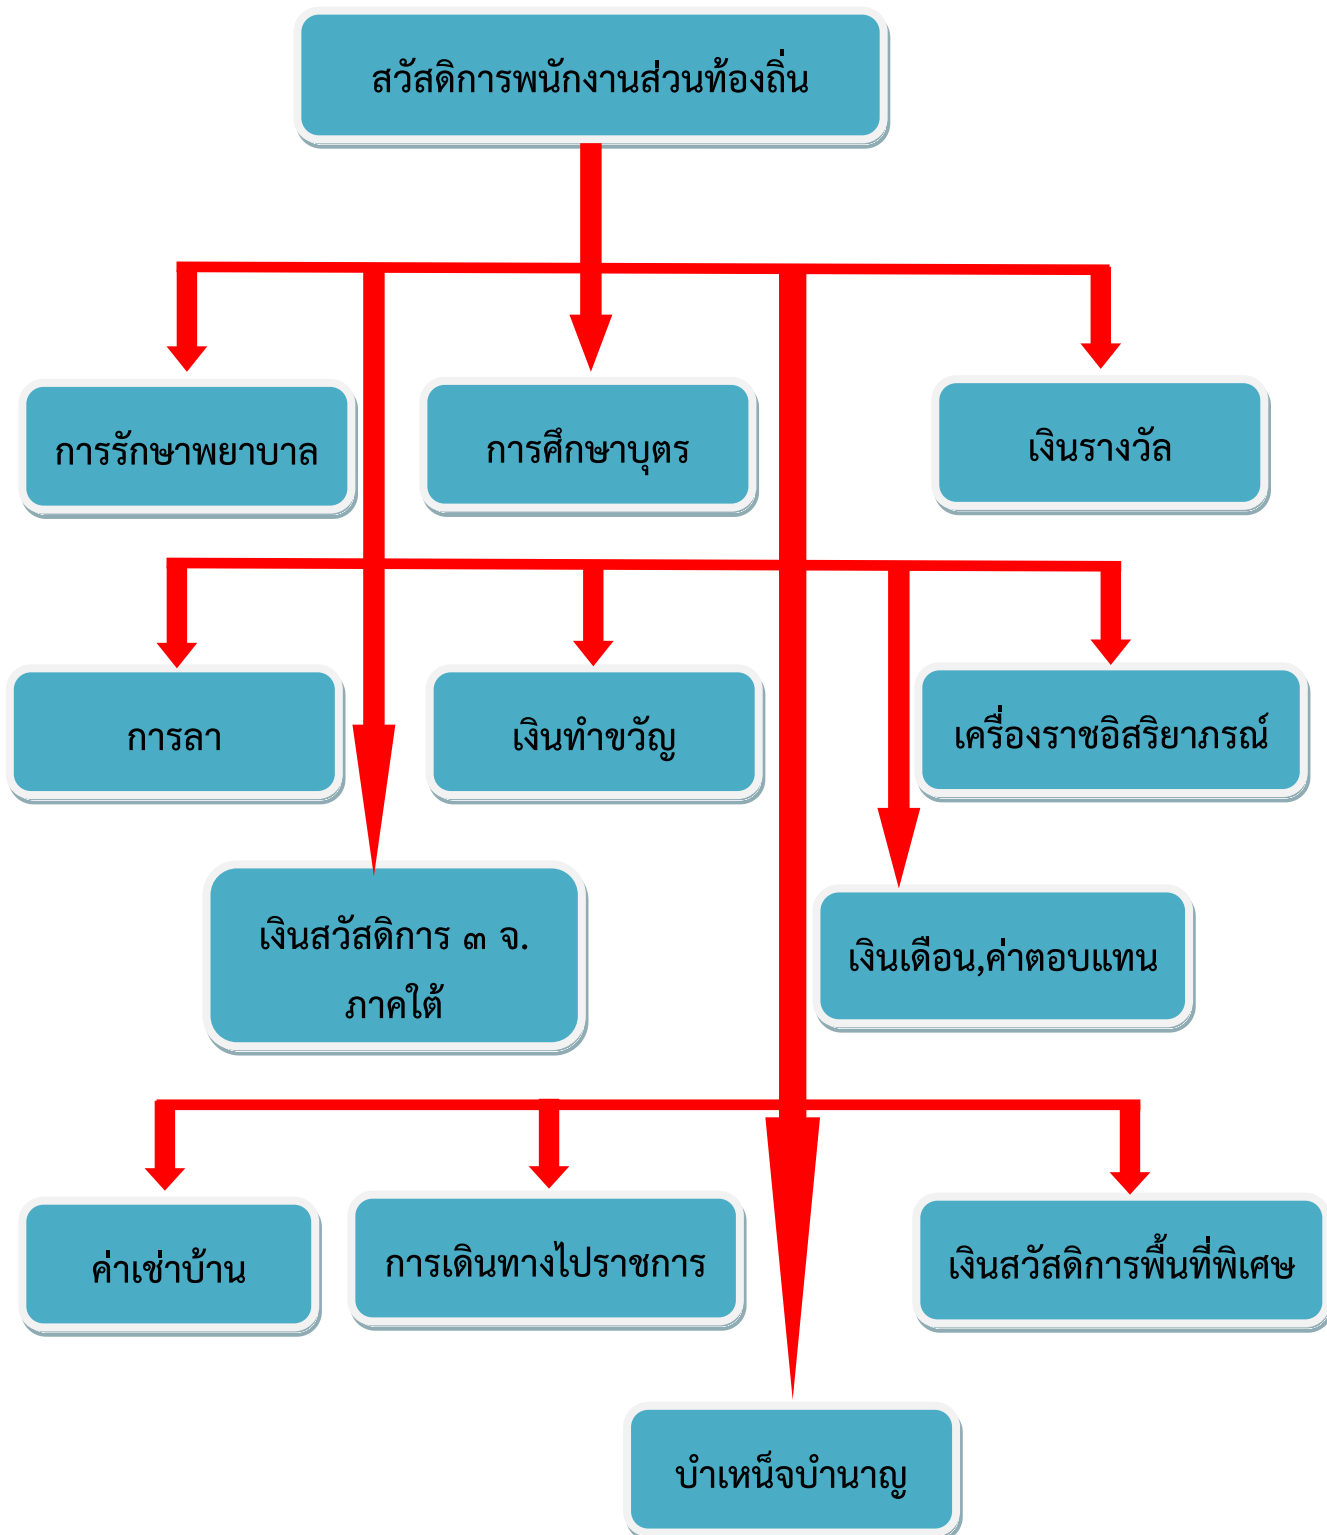 สวัสดิการพนักงานส่วนท้องถิ่น
การรักษาพยาบาล
การศึกษาบุตร
เงินรางวัล
การลา
เงินทำขวัญ
เครื่องราชอิสริยาภรณ์
เงินสวัสดิการ ๓ จ.
ภาคใต้
เงินเดือน,ค่าตอบแทน
ค่าเช่าบ้าน
การเดินทางไปราชการ
เงินสวัสดิการพื้นที่พิเศษ
บำเหน็จบำนาญ